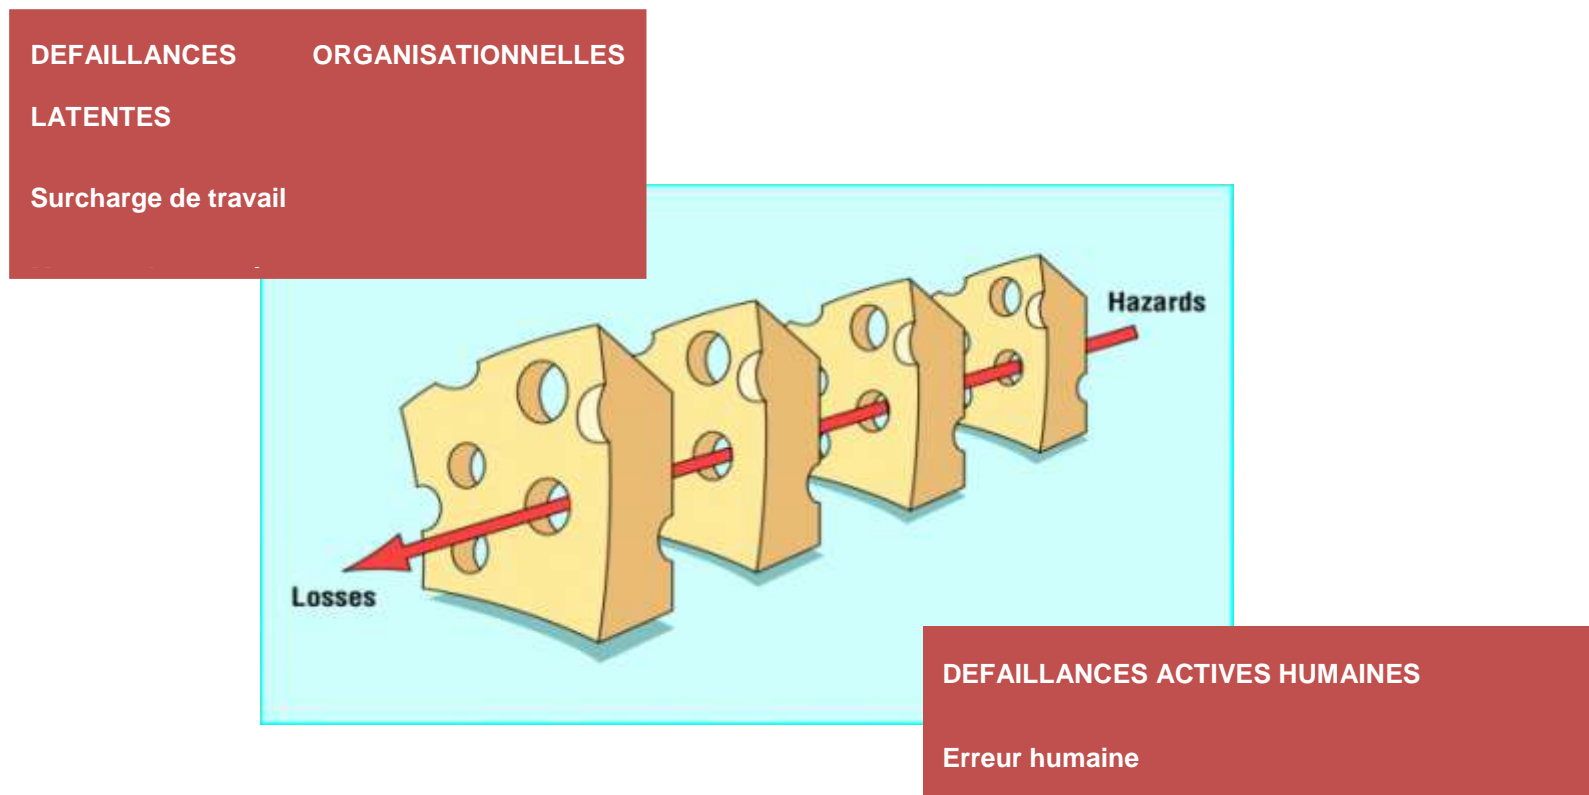 DEFAILLANCES ORGANISATIONNELLES
LATENTES
Surcharge de travail
Hazards
Losses
DEFAILLANCES ACTIVES HUMAINES
Erreur humaine